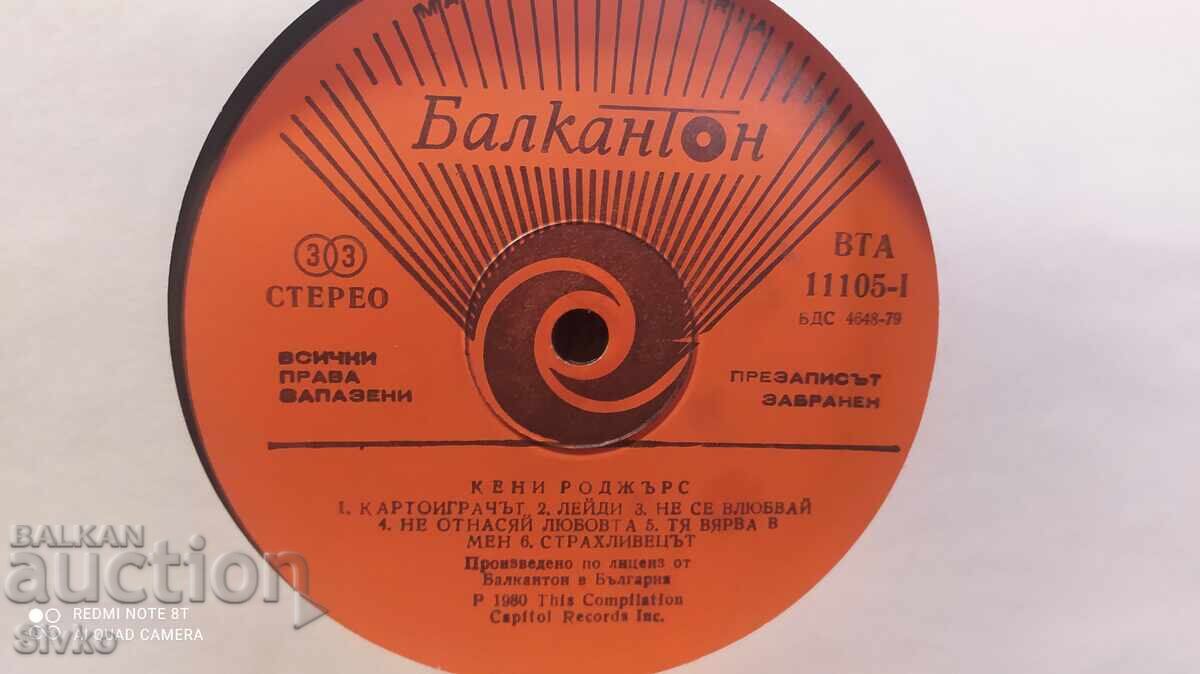 Балкантон
33
СТЕРЕО
ВТА
11105-I
БДС 4648-79
ВСИЧКИ
ПРАВА
ЗАПАЗЕНИ
ПРЕЗАПИСЪТ
ЗАБРАНЕН
КЕНИ РОДЖЪРС
1. КАРТОИГРАЧЪТ 2. ЛЕЙДИ 3. НЕ СЕ ВЛЮБВАЙ
4. НЕ ОТНАСЯЙ ЛЮБОВТА 5. ТЯ ВЯРВА В
МЕН 6. СТРАХЛИВЕЦЪТ
Произведено по лиценз от
Балкантон в България
P 1980 This Compilation
Capitol Records Inc.
BALKAN
auction
REDMI NOTE 8T
AI QUAD CAMERA
Sivko